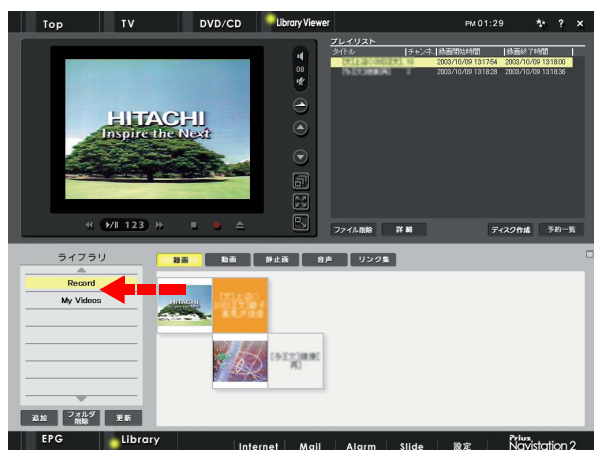 Top TV DVD/CD Library Viewer PM 01:29 ? ×
プレイリスト
タイトル チャンネ. 録画開始時間 録画終了時間
10 2003/10/09 13:17:54 2003/10/09 13:18:00
3 2003/10/09 13:18:28 2003/10/09 13:18:36
08
HITACHI
Inspire the Next
123
ファイル削除 詳細 ディスク作成 予約一覧
ライブラリ
録画 動画 静止画 音声 リンク集
Record
My Videos
HITACHI
追加 フォルダ削除 更新
EPG Library Internet Mail Alarm Slide 設定 Prius Navistation 2